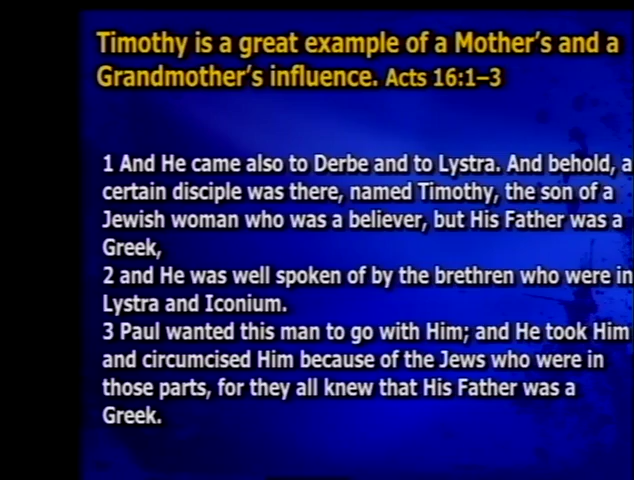 Timothy is a great example of a Mother's and a
Grandmother's influence. Acts 16:1–3
1 And He came also to Derbe and to Lystra. And behold, a
certain disciple was there, named Timothy, the son of a
Jewish woman who was a believer, but His Father was a
Greek,
2 and He was well spoken of by the brethren who were in
Lystra and Iconium.
3 Paul wanted this man to go with Him; and He took Him
and circumcised Him because of the Jews who were in
those parts, for they all knew that His Father was a
Greek.